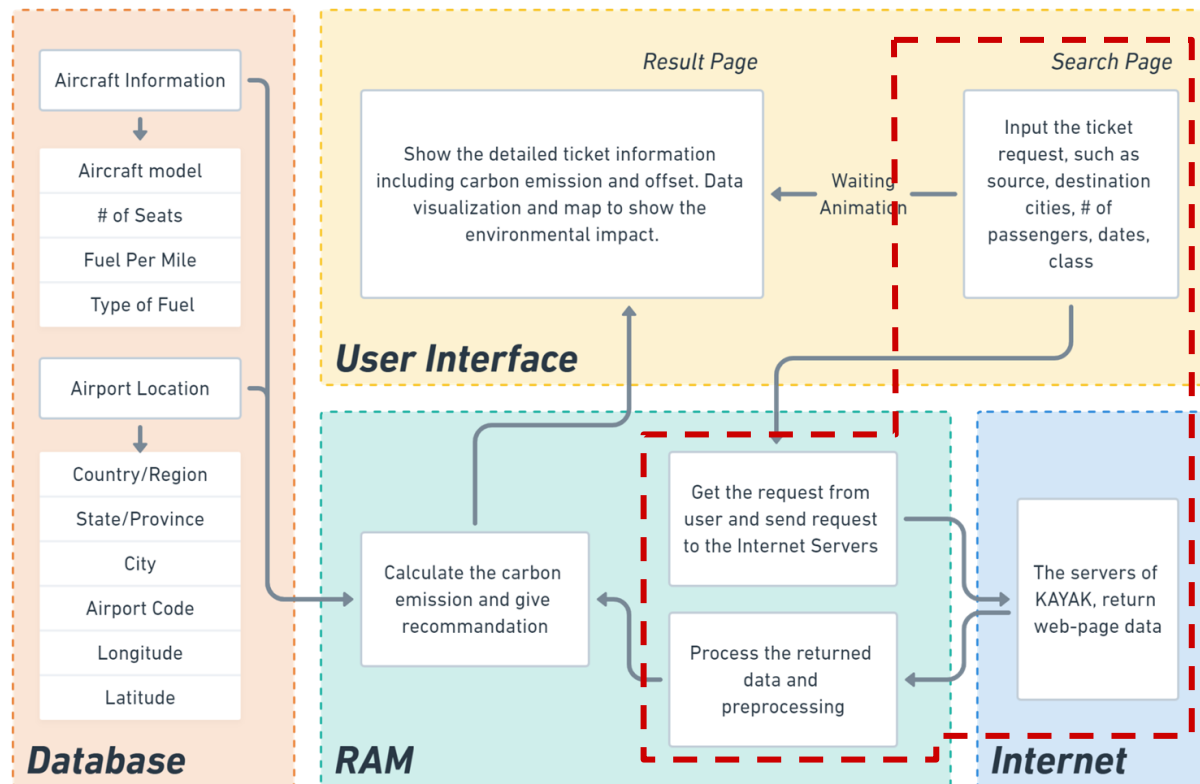 Aircraft Information
Aircraft model
# of Seats
Fuel Per Mile
Type of Fuel
Airport Location
Country/Region
State/Province
City
Airport Code
Longitude
Latitude
Database
Result Page
Show the detailed ticket information
including carbon emission and offset. Data
visualization and map to show the
environmental impact.
Waiting
Animation
Search Page
Input the ticket
request, such as
source, destination
cities, # of
passengers, dates,
class
User Interface
Get the request from
user and send request
to the Internet Servers
Calculate the carbon
emission and give
recommandation
Process the returned
data and
preprocessing
RAM
The servers of
KAYAK, return
web-page data
Internet